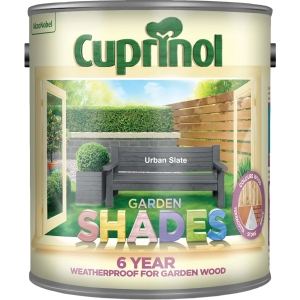 AkzoNobel
Cuprinol
Urban Slate
GARDEN
SHADES
6 YEAR
WEATHERPROOF FOR GARDEN WOOD